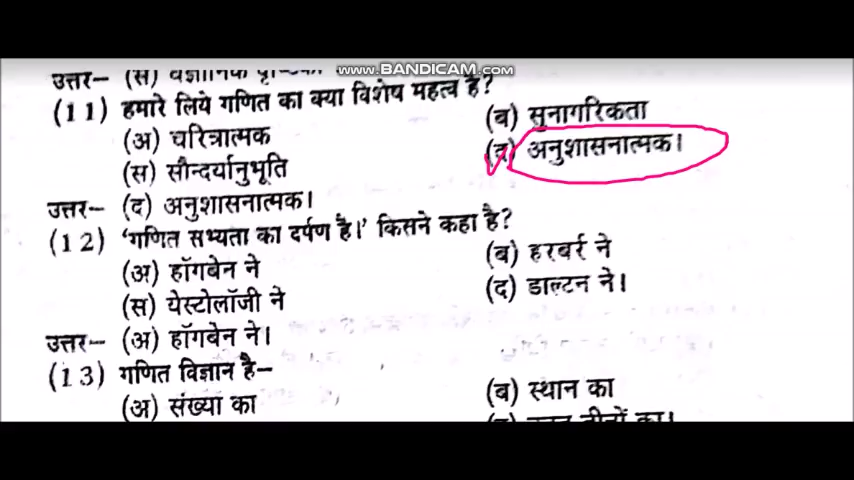 www.BANDICAM.com
उत्तर– (स)
(11) हमारे लिये गणित का क्या विशेष महत्व है?
(अ) चरित्रात्मक (ब) सुनागरिकता
(स) सौन्दर्यानुभूति (द) अनुशासनात्मक।
उत्तर– (द) अनुशासनात्मक।
(12) 'गणित सभ्यता का दर्पण है।' किसने कहा है?
(अ) हॉगबेन ने (ब) हरबर्र ने
(स) येस्टोलॉजी ने (द) डाल्टन ने।
उत्तर– (अ) हॉगबेन ने।
(13) गणित विज्ञान है–
(अ) संख्या का (ब) स्थान का